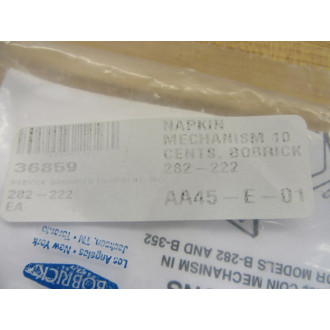 NAPKIN
MECHANISM 10
CENTS, BOBRICK
282-222
36859
282-222
EA
AA45-E-01
COIN MECHANISM IN
OR MODELS B-282 AND B-352
Los Angeles • New York
Jackson, TN • Toronto
BOBRICK